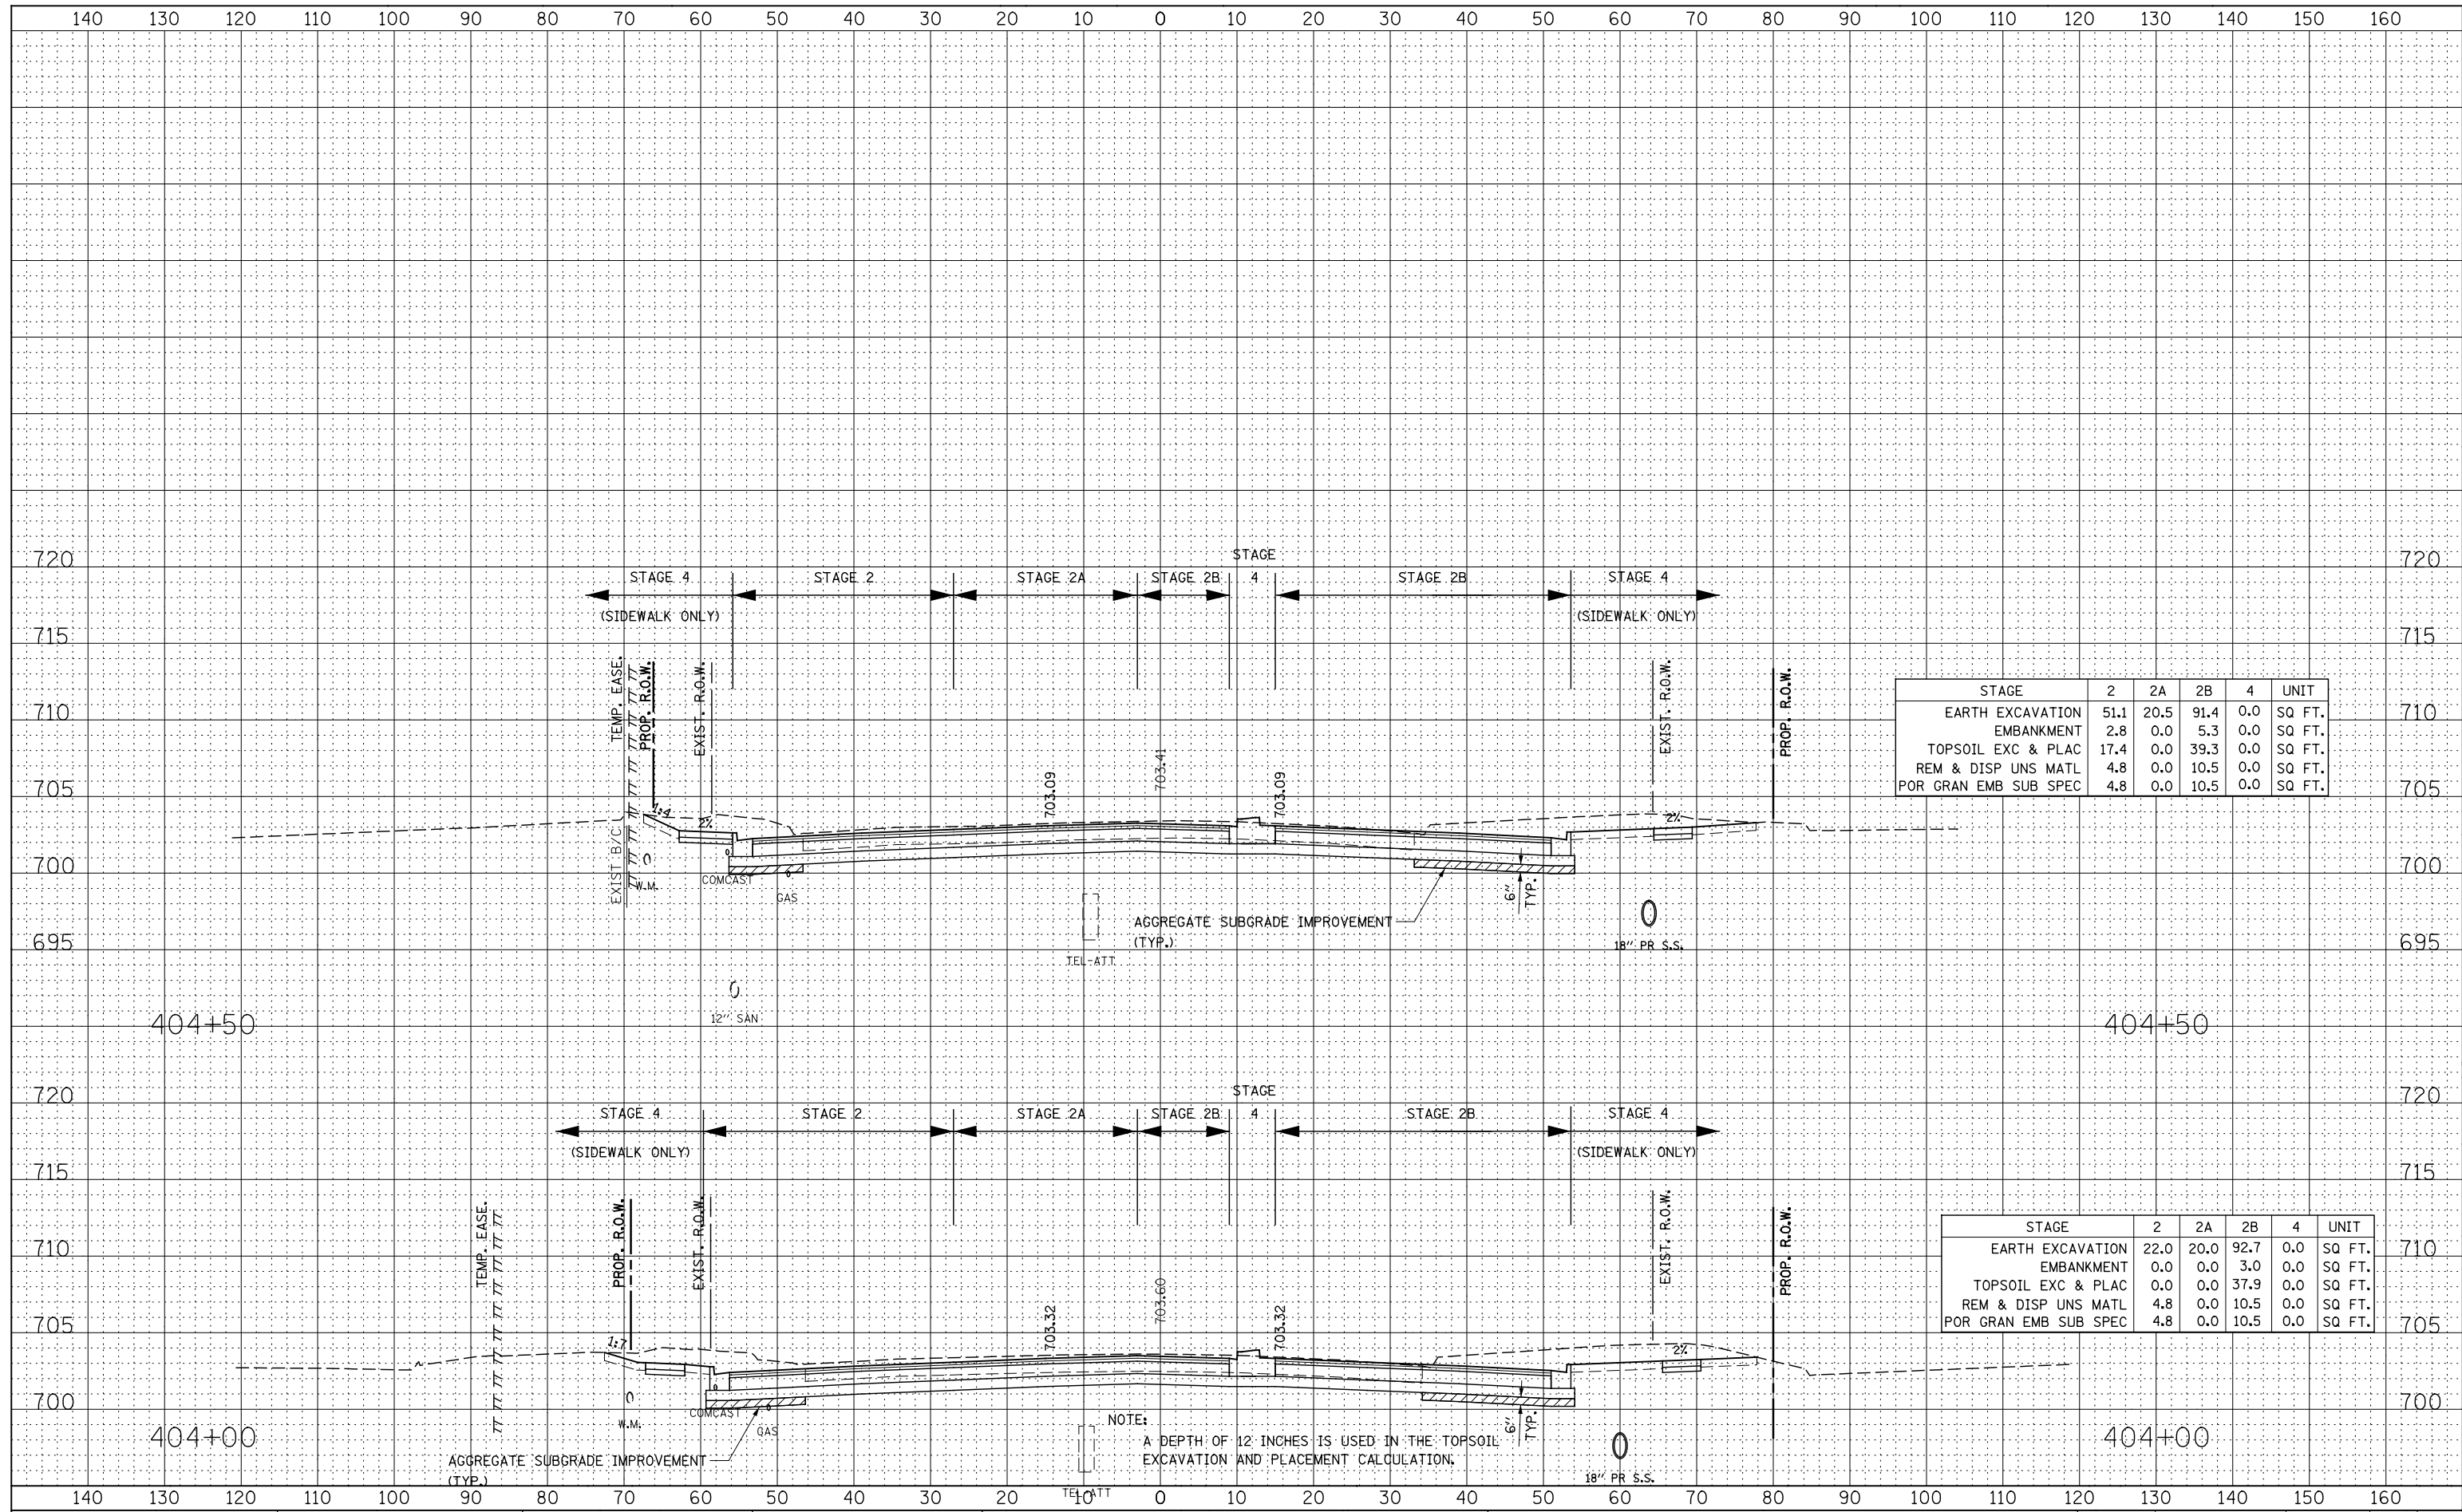 140 130 120 110 100 90 80 70 60 50 40 30 20 10 0 10 20 30 40 50 60 70 80 90 100 110 120 130 140 150 160
720 720
STAGE
STAGE 4 STAGE 2 STAGE 2A STAGE 2B 4 STAGE 2B STAGE 4
(SIDEWALK ONLY) (SIDEWALK ONLY)
715 715
TEMP. EASE.
PROP. R.O.W.
EXIST. R.O.W.
EXIST. R.O.W.
PROP. R.O.W.
STAGE 2 2A 2B 4 UNIT
EARTH EXCAVATION 51.1 20.5 91.4 0.0 SQ FT.
EMBANKMENT 2.8 0.0 5.3 0.0 SQ FT.
TOPSOIL EXC & PLAC 17.4 0.0 39.3 0.0 SQ FT.
REM & DISP UNS MATL 4.8 0.0 10.5 0.0 SQ FT.
POR GRAN EMB SUB SPEC 4.8 0.0 10.5 0.0 SQ FT.
710 710
703.09
703.41
703.09
705 705
1:4
2%
2%
EXIST B/C
700 700
W.M.
COMCAST
GAS
6"
TYP.
AGGREGATE SUBGRADE IMPROVEMENT
(TYP.)
695 695
18" PR S.S.
TEL-ATT
12" SAN
404+50 404+50
720 720
STAGE
STAGE 4 STAGE 2 STAGE 2A STAGE 2B 4 STAGE 2B STAGE 4
(SIDEWALK ONLY) (SIDEWALK ONLY)
715 715
TEMP. EASE.
PROP. R.O.W.
EXIST. R.O.W.
EXIST. R.O.W.
PROP. R.O.W.
STAGE 2 2A 2B 4 UNIT
EARTH EXCAVATION 22.0 20.0 92.7 0.0 SQ FT.
EMBANKMENT 0.0 0.0 3.0 0.0 SQ FT.
TOPSOIL EXC & PLAC 0.0 0.0 37.9 0.0 SQ FT.
REM & DISP UNS MATL 4.8 0.0 10.5 0.0 SQ FT.
POR GRAN EMB SUB SPEC 4.8 0.0 10.5 0.0 SQ FT.
710 710
703.32
703.60
703.32
705 705
1:7
2%
700 700
W.M.
COMCAST
GAS
6"
TYP.
NOTE:
A DEPTH OF 12 INCHES IS USED IN THE TOPSOIL
EXCAVATION AND PLACEMENT CALCULATION.
404+00 404+00
AGGREGATE SUBGRADE IMPROVEMENT
(TYP.)
18" PR S.S.
TEL-ATT
140 130 120 110 100 90 80 70 60 50 40 30 20 10 0 10 20 30 40 50 60 70 80 90 100 110 120 130 140 150 160